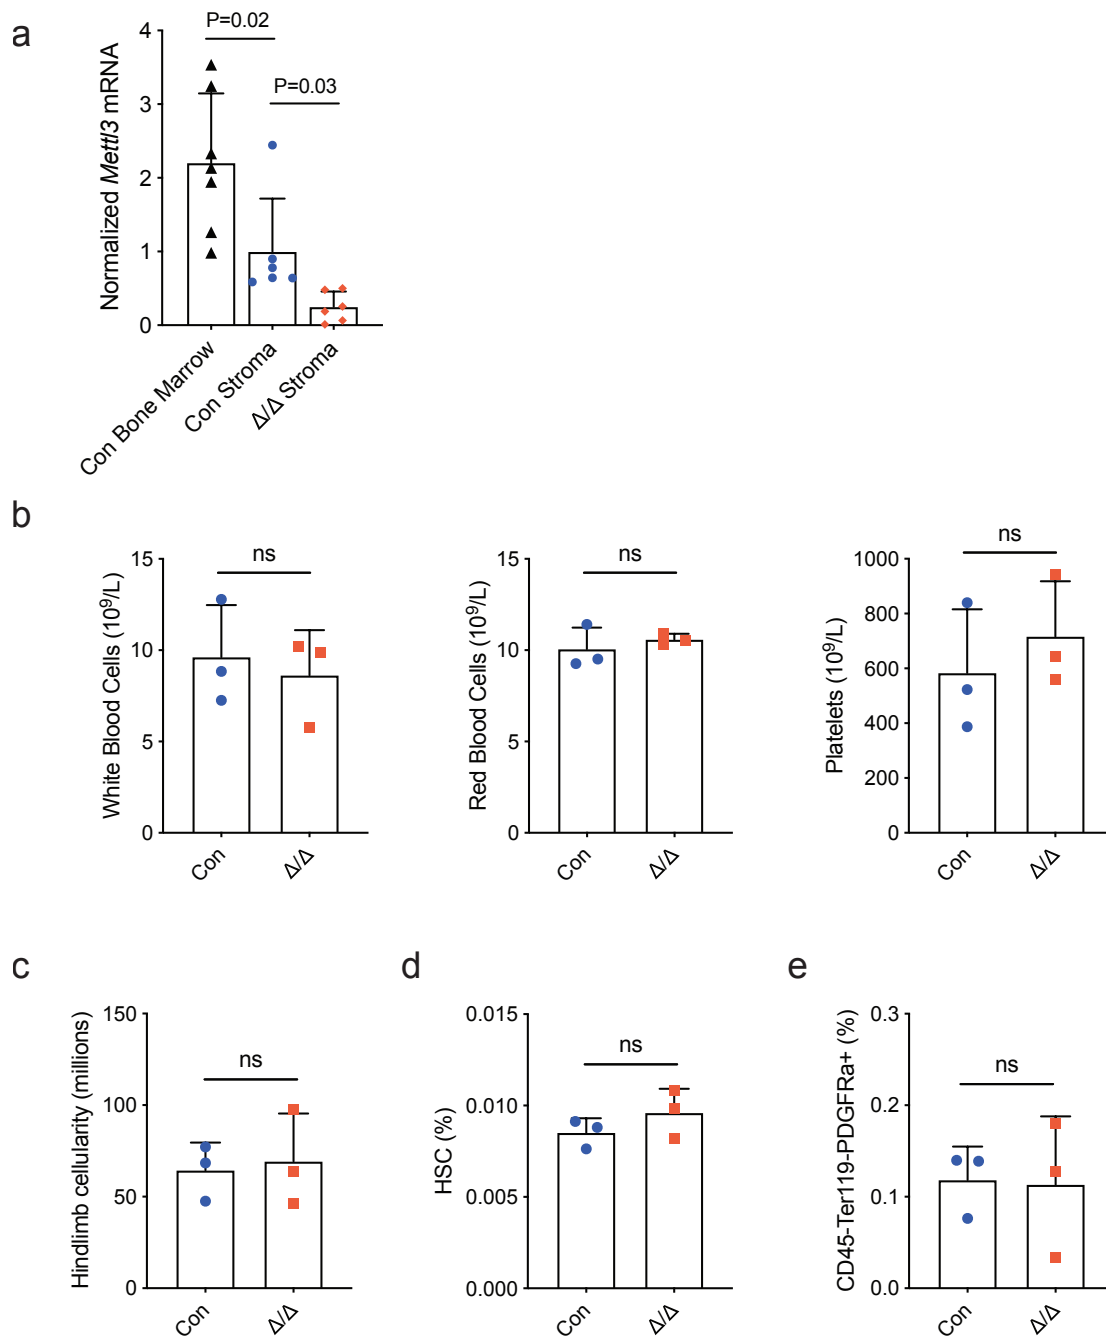 a
P=0.02
P=0.03
Normalized Mettl3 mRNA
4
3
2
1
0
Con Bone Marrow
Con Stroma
Δ/Δ Stroma
b
White Blood Cells (10⁹/L)
15
10
5
0
ns
Con
Δ/Δ
Red Blood Cells (10⁹/L)
15
10
5
0
ns
Con
Δ/Δ
Platelets (10⁹/L)
1000
800
600
400
200
0
ns
Con
Δ/Δ
c
Hindlimb cellularity (millions)
150
100
50
0
ns
Con
Δ/Δ
d
HSC (%)
0.015
0.010
0.005
0.000
ns
Con
Δ/Δ
e
CD45-Ter119-PDGFRa+ (%)
0.3
0.2
0.1
0.0
ns
Con
Δ/Δ